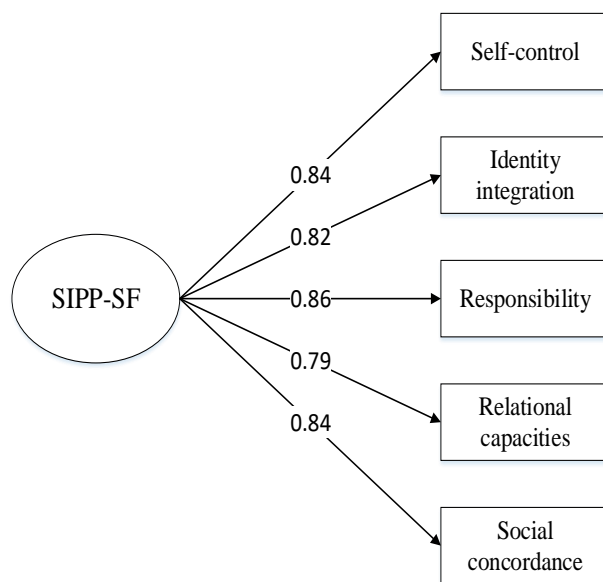 Self-control
0.84
Identity
integration
0.82
SIPP-SF
0.86
Responsibility
0.79
Relational
capacities
0.84
Social
concordance